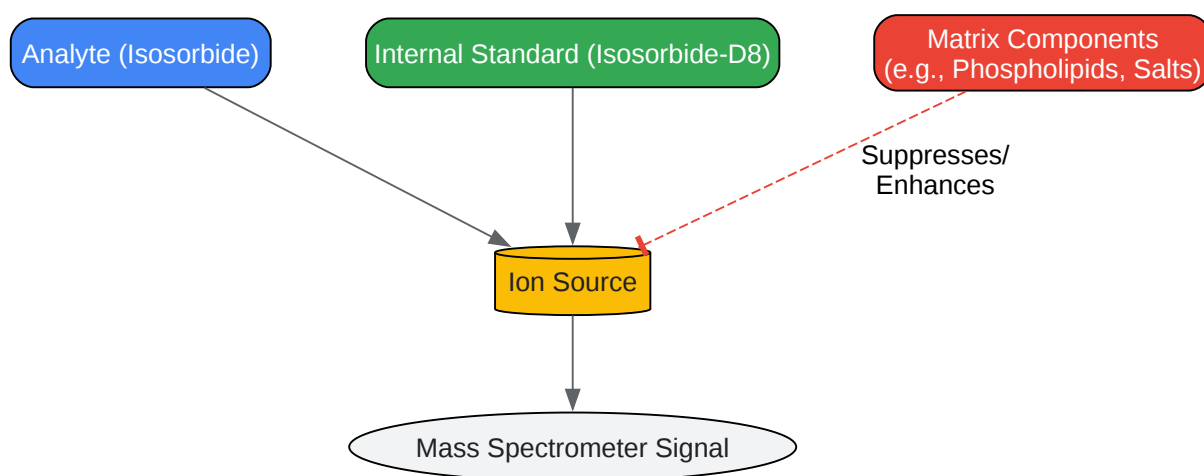 Analyte (Isosorbide)
Internal Standard (Isosorbide-D8)
Matrix Components
(e.g., Phospholipids, Salts)
Suppresses/
Enhances
Ion Source
Mass Spectrometer Signal